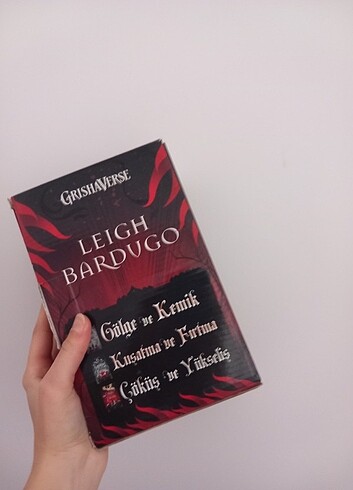 GRISHAVERSE
LEIGH
BARDUGO
Gölge ve Kemik
Kuşatma ve Fırtına
Çöküş ve Yükseliş